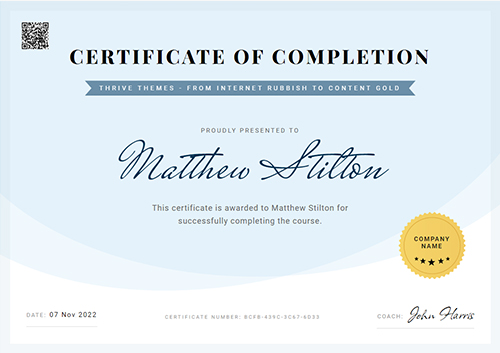 CERTIFICATE OF COMPLETION
THRIVE THEMES - FROM INTERNET RUBBISH TO CONTENT GOLD
PROUDLY PRESENTED TO
Matthew Stilton
This certificate is awarded to Matthew Stilton for
successfully completing the course.
COMPANY
NAME
DATE: 07 Nov 2022
CERTIFICATE NUMBER: BCFB-439C-3C67-6D33
COACH: John Harris